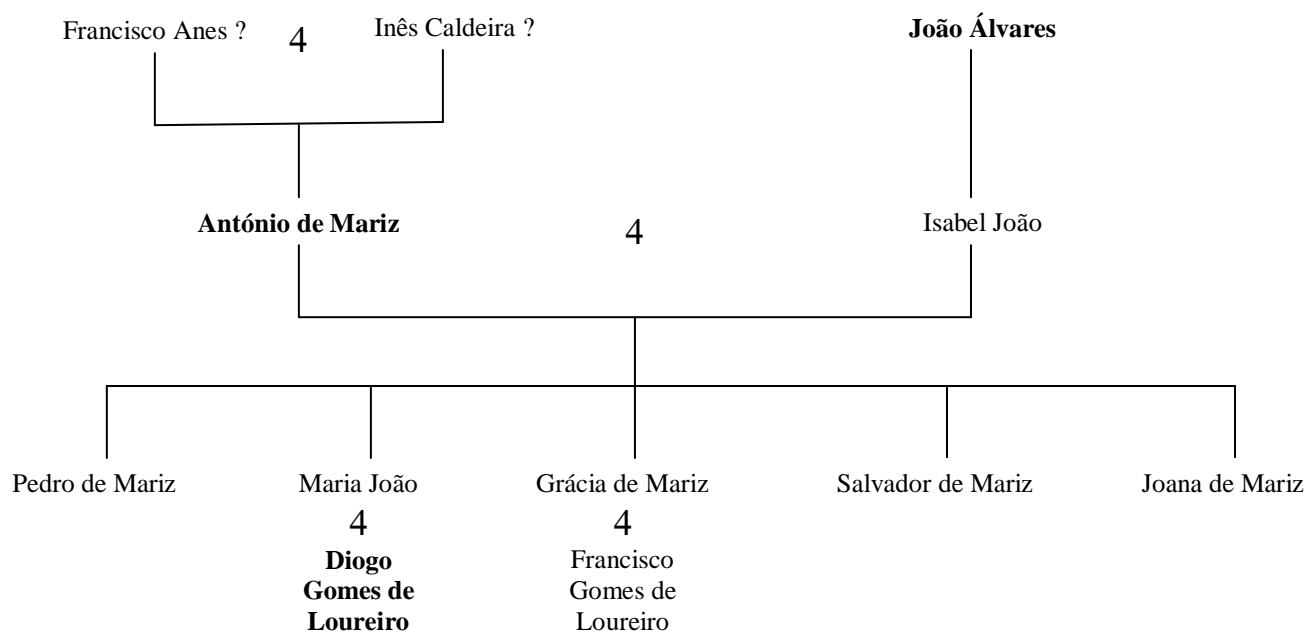 Francisco Anes ? 4 Inês Caldeira ? João Álvares
António de Mariz 4 Isabel João
Pedro de Mariz Maria João Grácia de Mariz Salvador de Mariz Joana de Mariz
4 4
Diogo Francisco
Gomes de Gomes de
Loureiro Loureiro